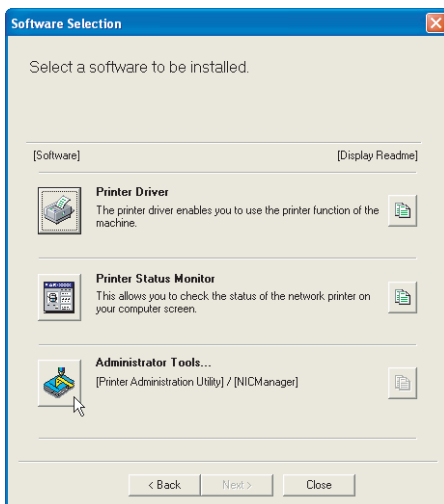 Software Selection
Select a software to be installed.
[Software] [Display Readme]
Printer Driver
The printer driver enables you to use the printer function of the
machine.
Printer Status Monitor
This allows you to check the status of the network printer on
your computer screen.
Administrator Tools...
[Printer Administration Utility] / [NICManager]
< Back Next > Close